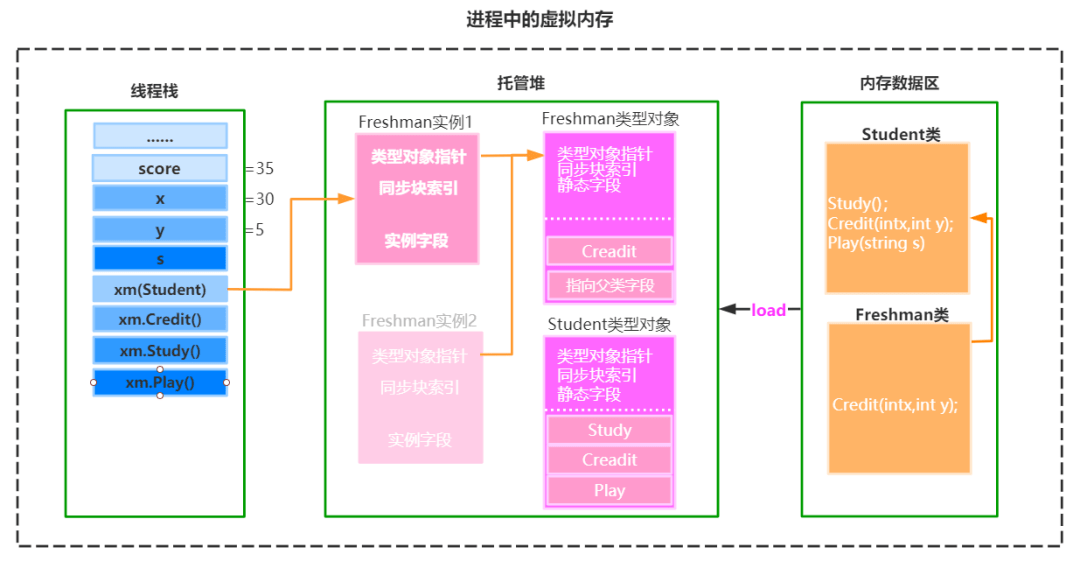 进程中的虚拟内存
线程栈
......
score
=35
x
=30
y
=5
s
xm(Student)
xm.Credit()
xm.Study()
xm.Play()
托管堆
Freshman实例1
类型对象指针
同步块索引
实例字段
Freshman实例2
类型对象指针
同步块索引
实例字段
Freshman类型对象
类型对象指针
同步块索引
静态字段
Creadit
指向父类字段
Student类型对象
类型对象指针
同步块索引
静态字段
Study
Creadit
Play
load
内存数据区
Student类
Study();
Credit(intx,int y);
Play(string s)
Freshman类
Credit(intx,int y);